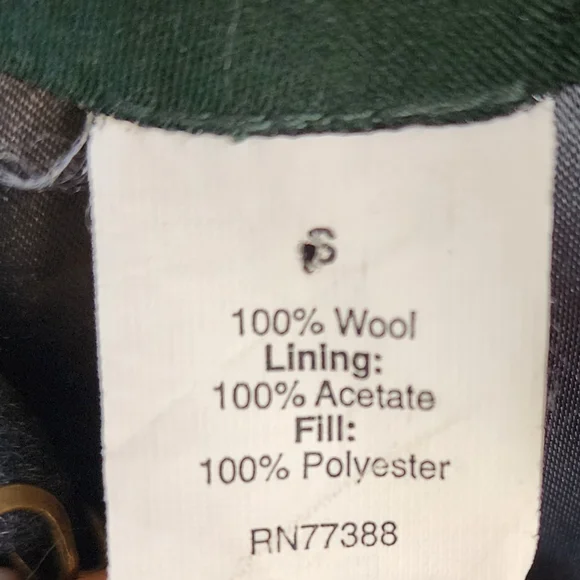 100% Wool
Lining:
100% Acetate
Fill:
100% Polyester
RN77388